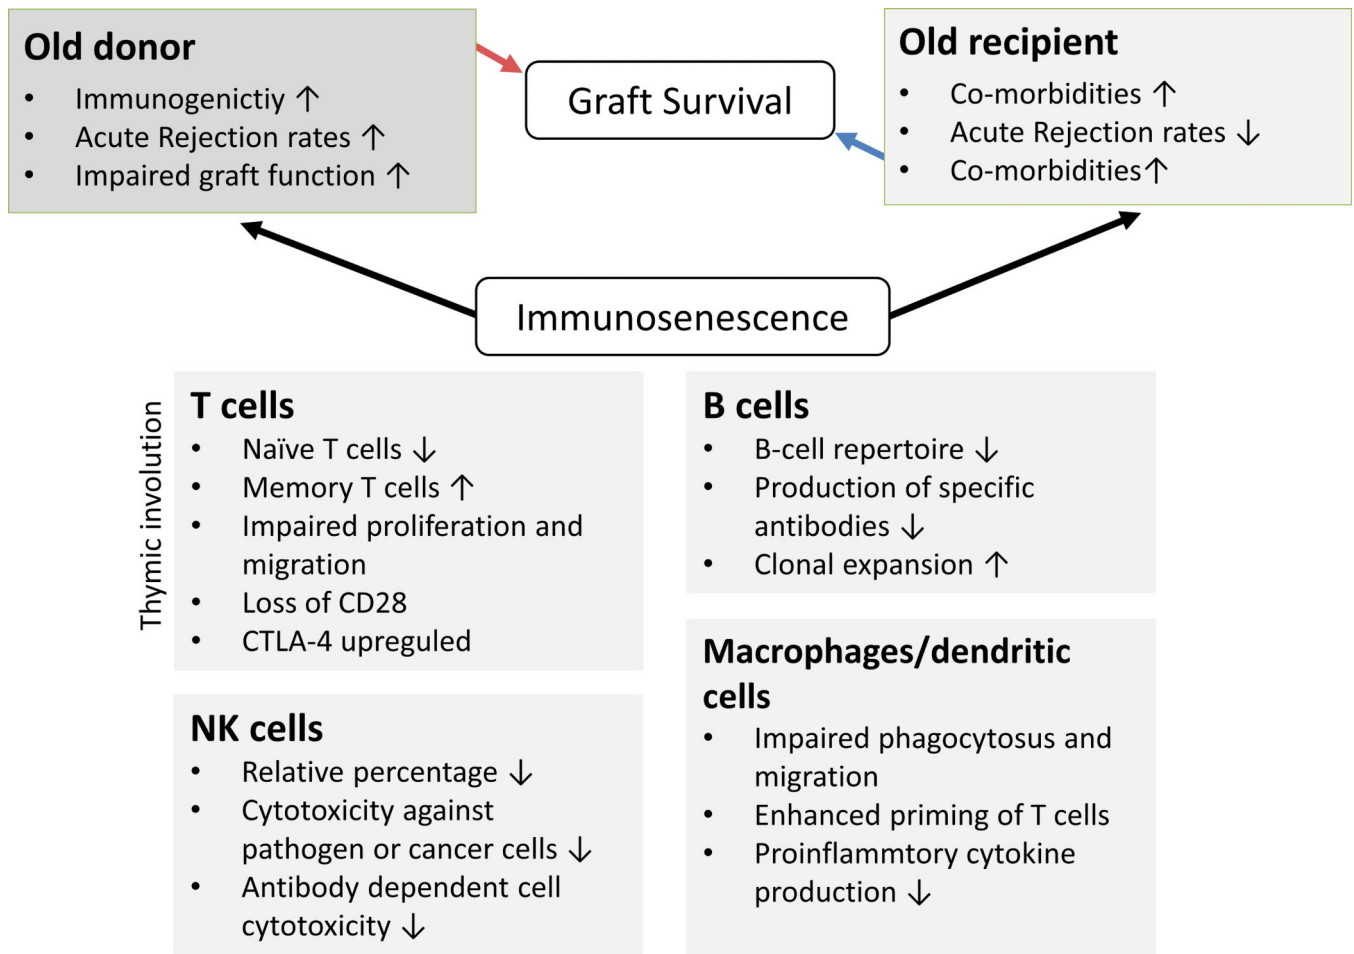 Old donor
• Immunogenictiy ↑
• Acute Rejection rates ↑
• Impaired graft function ↑
Graft Survival
Old recipient
• Co-morbidities ↑
• Acute Rejection rates ↓
• Co-morbidities↑
Immunosenescence
Thymic involution
T cells
• Naïve T cells ↓
• Memory T cells ↑
• Impaired proliferation and
migration
• Loss of CD28
• CTLA-4 upreguled
B cells
• B-cell repertoire ↓
• Production of specific
antibodies ↓
• Clonal expansion ↑
NK cells
• Relative percentage ↓
• Cytotoxicity against
pathogen or cancer cells ↓
• Antibody dependent cell
cytotoxicity ↓
Macrophages/dendritic
cells
• Impaired phagocytosus and
migration
• Enhanced priming of T cells
• Proinflammtory cytokine
production ↓